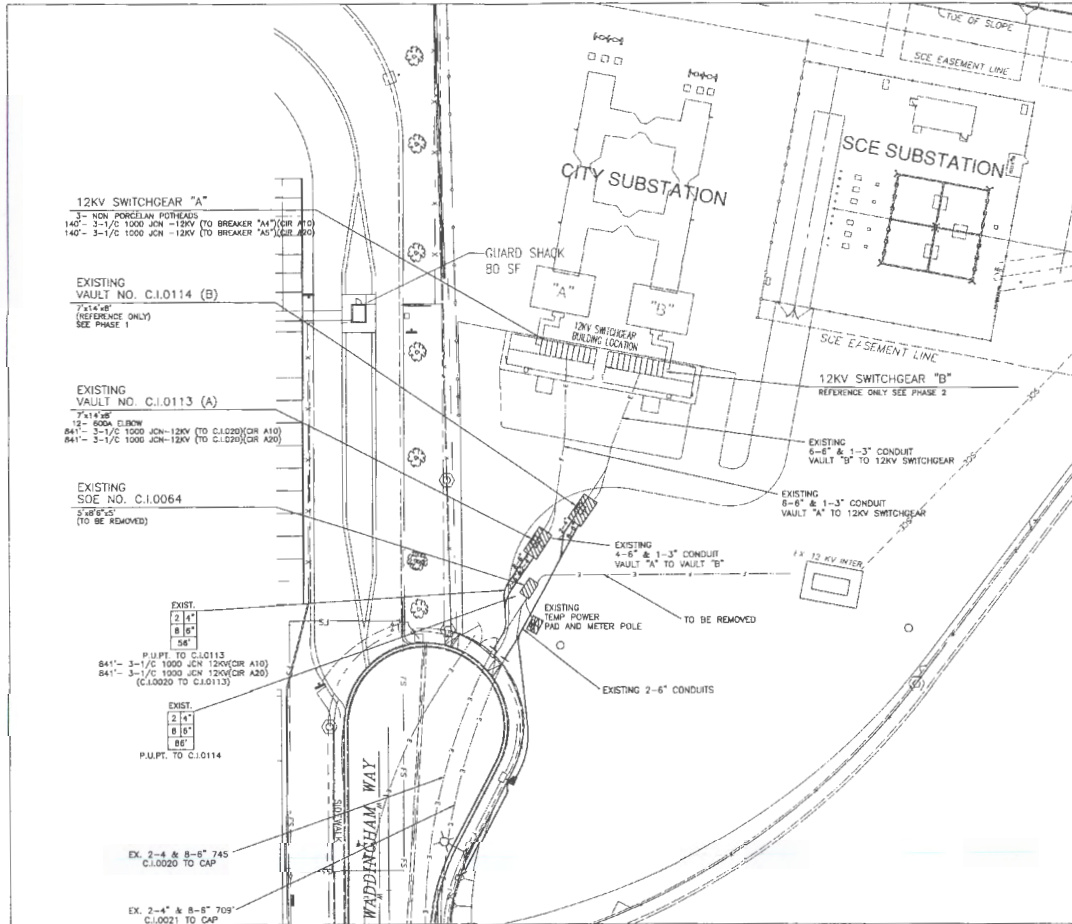 TOE OF SLOPE
SCE EASEMENT LINE
SCE SUBSTATION
CITY SUBSTATION
12KV SWITCHGEAR "A"
3- NON PORCELAN POTHEADS
140'- 3-1/C 1000 JCN -12KV (TO BREAKER "A4")(CIR A10)
140'- 3-1/C 1000 JCN -12KV (TO BREAKER "A5")(CIR A20)
GUARD SHACK
80 SF
EXISTING
VAULT NO. C.I.0114 (B)
7'x14'x8'
(REFERENCE ONLY)
SEE PHASE 1
"A"
"B"
12KV SWITCHGEAR
BUILDING LOCATION
SCE EASEMENT LINE
12KV SWITCHGEAR "B"
REFERENCE ONLY SEE PHASE 2
EXISTING
VAULT NO. C.I.0113 (A)
7'x14'x8'
12- 600A ELBOW
841'- 3-1/C 1000 JCN-12KV (TO C.I.020)(CIR A10)
841'- 3-1/C 1000 JCN-12KV (TO C.I.020)(CIR A20)
EXISTING
6-6" & 1-3" CONDUIT
VAULT "B" TO 12KV SWITCHGEAR
EXISTING
SOE NO. C.I.0064
5'x8'6"x5'
(TO BE REMOVED)
EXISTING
8-6" & 1-3" CONDUIT
VAULT "A" TO 12KV SWITCHGEAR
EXISTING
4-6" & 1-3" CONDUIT
VAULT "A" TO VAULT "B"
EX 12 KV INTER.
EXISTING
TEMP POWER
PAD AND METER POLE
TO BE REMOVED
EXIST.
2 4"
8 6"
56'
P.U.PT. TO C.I.0113
841'- 3-1/C 1000 JCN 12KV(CIR A10)
841'- 3-1/C 1000 JCN 12KV(CIR A20)
(C.I.0020 TO C.I.0113)
EXISTING 2-6" CONDUITS
EXIST.
2 4"
8 6"
86'
P.U.PT. TO C.I.0114
SIDEWALK
WADDINGHAM WAY
EX. 2-4 & 8-6" 745
C.I.0020 TO CAP
EX. 2-4" & 8-6" 709'
C.I.0021 TO CAP